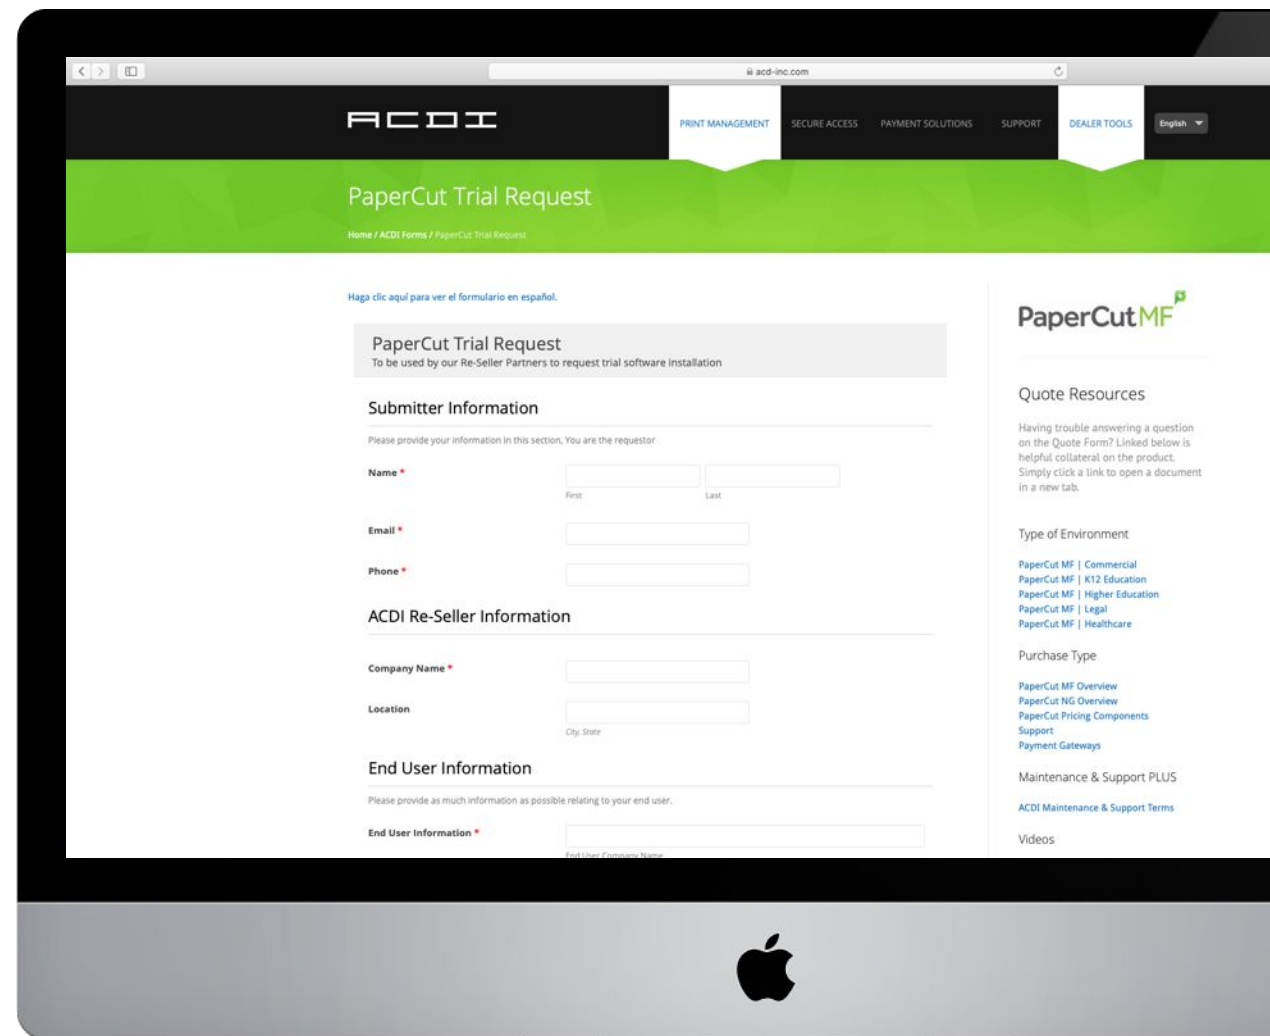 acd-inc.com
ACDI
PRINT MANAGEMENT
SECURE ACCESS
PAYMENT SOLUTIONS
SUPPORT
DEALER TOOLS
English
PaperCut Trial Request
Home / ACDI Forms / PaperCut Trial Request
Haga clic aquí para ver el formulario en español.
PaperCut Trial Request
To be used by our Re-Seller Partners to request trial software installation
Submitter Information
Please provide your information in this section, You are the requestor
Name *
First
Last
Email *
Phone *
ACDI Re-Seller Information
Company Name *
Location
City, State
End User Information
Please provide as much information as possible relating to your end user.
End User Information *
End User Company Name
PaperCut MF
Quote Resources
Having trouble answering a question
on the Quote Form? Linked below is
helpful collateral on the product.
Simply click a link to open a document
in a new tab.
Type of Environment
PaperCut MF | Commercial
PaperCut MF | K12 Education
PaperCut MF | Higher Education
PaperCut MF | Legal
PaperCut MF | Healthcare
Purchase Type
PaperCut MF Overview
PaperCut NG Overview
PaperCut Pricing Components
Support
Payment Gateways
Maintenance & Support PLUS
ACDI Maintenance & Support Terms
Videos